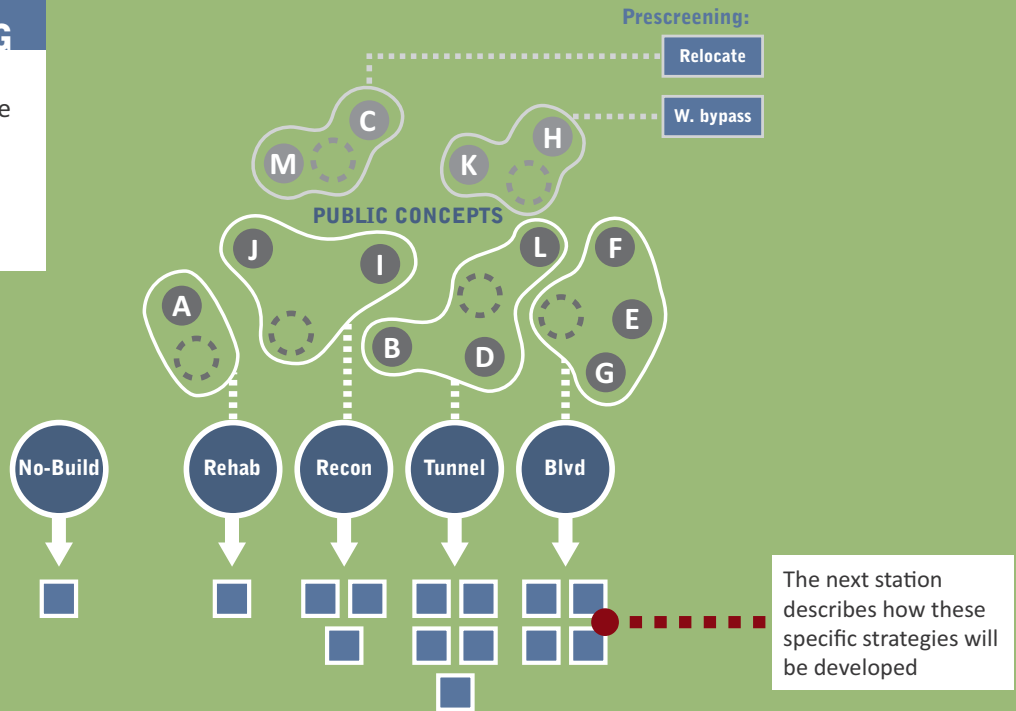 G
e
Prescreening:
Relocate
W. bypass
C
M
H
K
PUBLIC CONCEPTS
J
I
L
F
A
E
B
D
G
No-Build
Rehab
Recon
Tunnel
Blvd
The next station
describes how these
specific strategies will
be developed